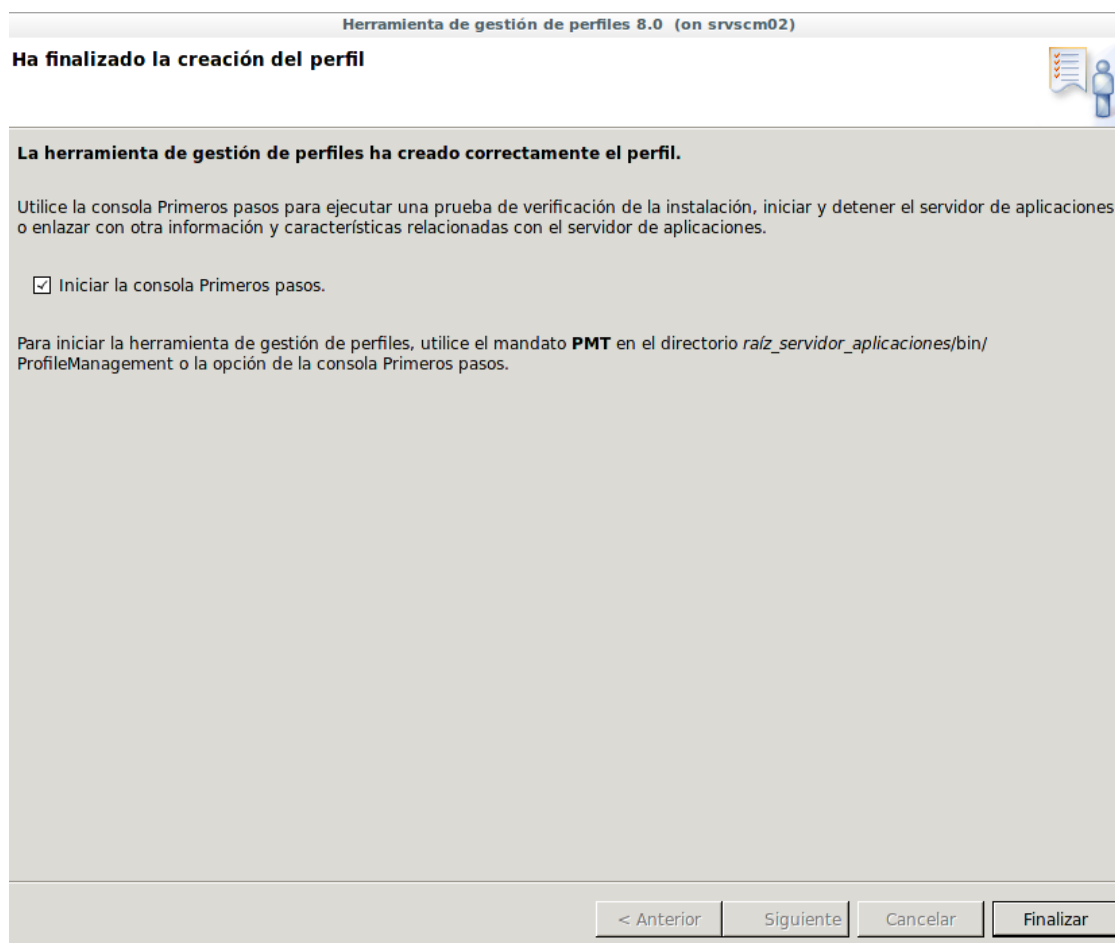 Herramienta de gestión de perfiles 8.0 (on srvscm02)
Ha finalizado la creación del perfil
La herramienta de gestión de perfiles ha creado correctamente el perfil.
Utilice la consola Primeros pasos para ejecutar una prueba de verificación de la instalación, iniciar y detener el servidor de aplicaciones
o enlazar con otra información y características relacionadas con el servidor de aplicaciones.
Iniciar la consola Primeros pasos.
Para iniciar la herramienta de gestión de perfiles, utilice el mandato PMT en el directorio raíz_servidor_aplicaciones/bin/
ProfileManagement o la opción de la consola Primeros pasos.
< Anterior Siguiente Cancelar Finalizar